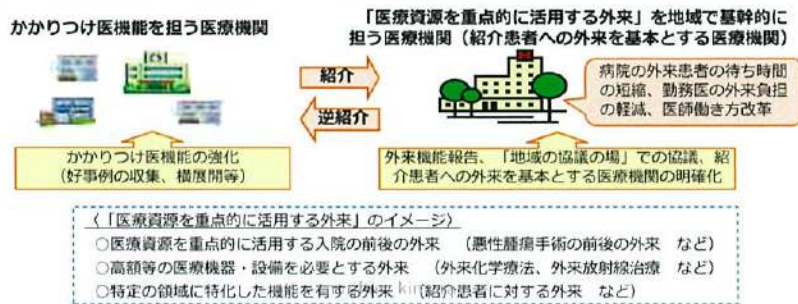 かかりつけ医機能を担う医療機関
「医療資源を重点的に活用する外来」を地域で基幹的に
担う医療機関（紹介患者への外来を基本とする医療機関）
紹介
逆紹介
病院の外来患者の待ち時間
の短縮、勤務医の外来負担
の軽減、医師働き方改革
かかりつけ医機能の強化
（好事例の収集、横展開等）
外来機能報告、「地域の協議の場」での協議、紹
介患者への外来を基本とする医療機関の明確化
〈「医療資源を重点的に活用する外来」のイメージ〉
○医療資源を重点的に活用する入院の前後の外来　（悪性腫瘍手術の前後の外来　など）
○高額等の医療機器・設備を必要とする外来　（外来化学療法、外来放射線治療　など）
○特定の領域に特化した機能を有する外来　（紹介患者に対する外来　など）